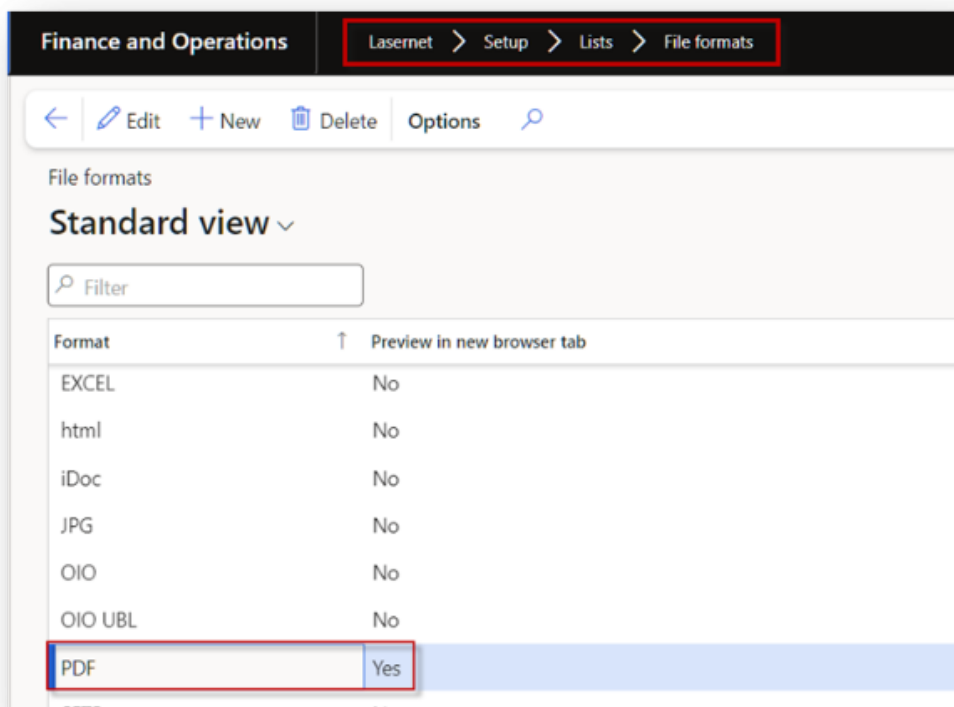 Finance and Operations Lasernet > Setup > Lists > File formats
Edit + New Delete Options
File formats
Standard view
Filter
Format ↑ Preview in new browser tab
EXCEL No
html No
iDoc No
JPG No
OIO No
OIO UBL No
PDF Yes